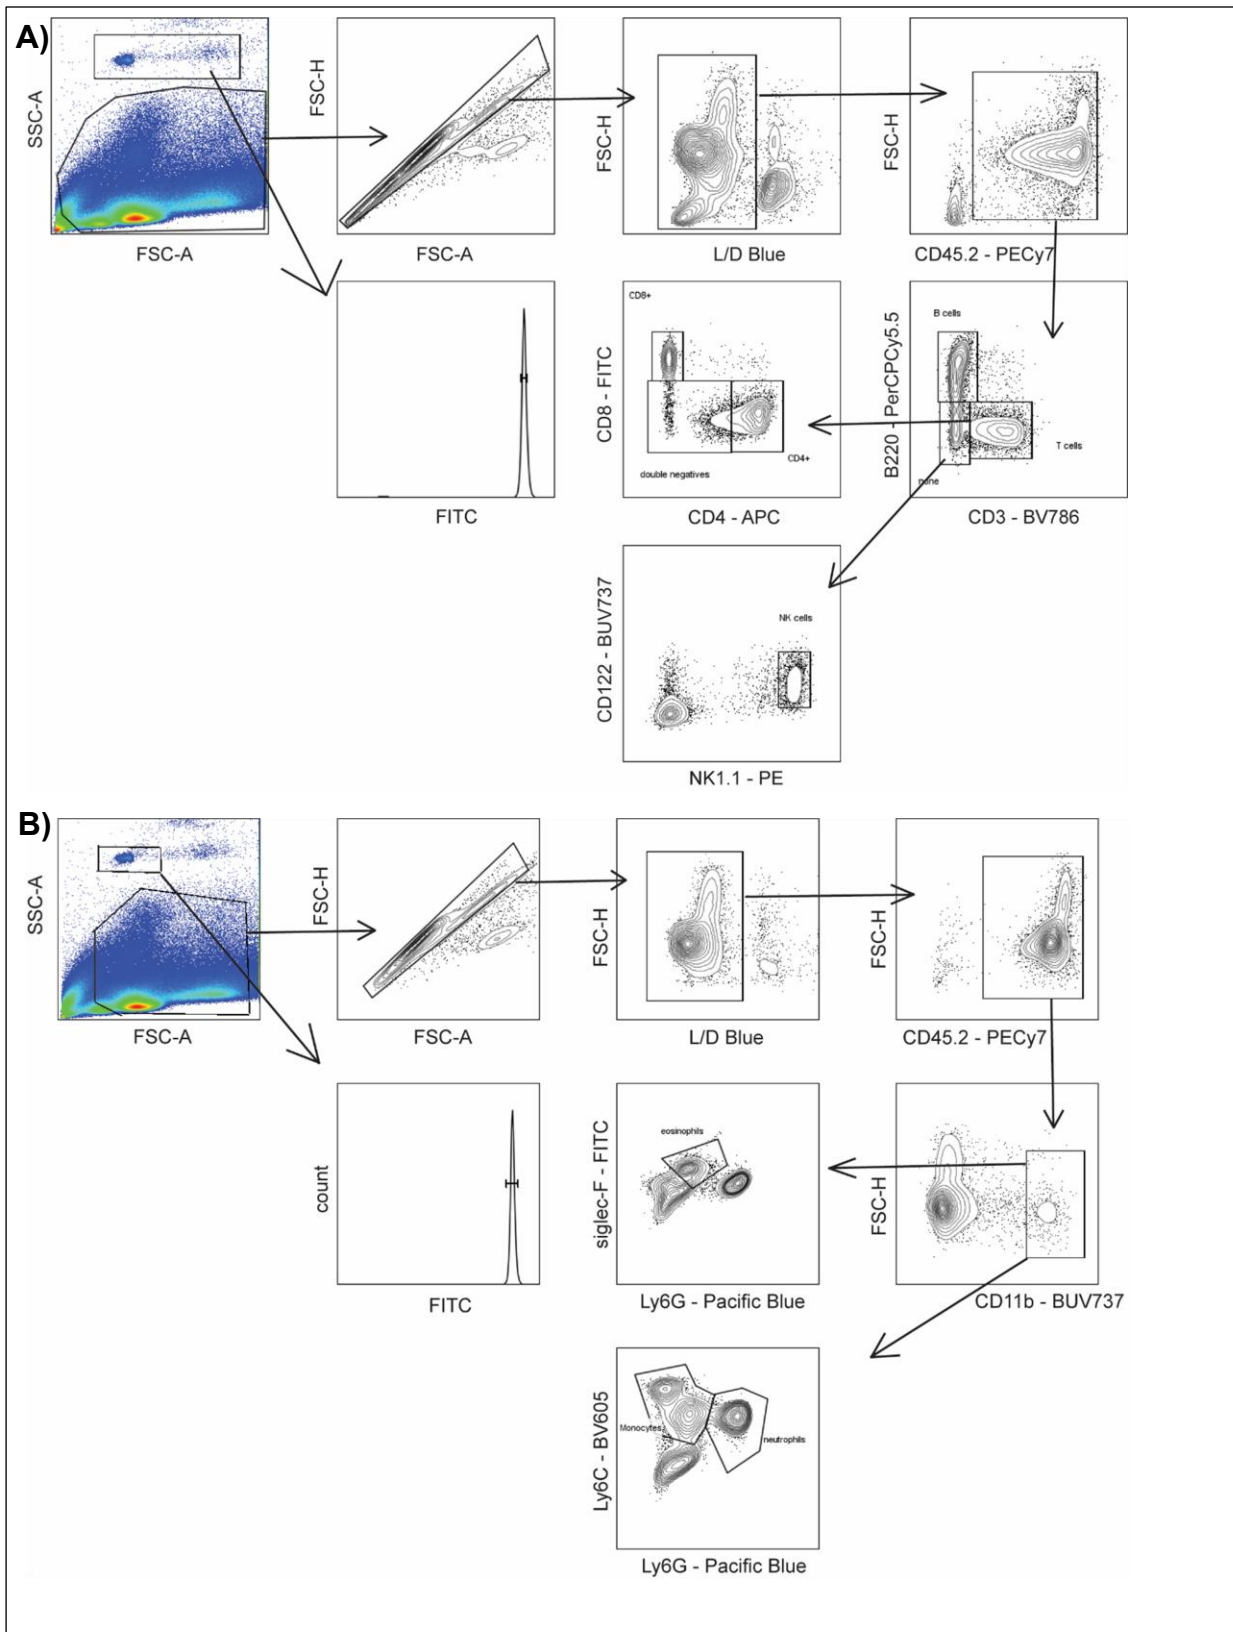 A)
SSC-A
FSC-A
FSC-H
FSC-A
FSC-H
L/D Blue
FSC-H
CD45.2 - PECy7
FITC
CD8+
CD8 - FITC
double negatives
CD4+
CD4 - APC
B cells
B220 - PerCPCy5.5
T cells
none
CD3 - BV786
CD122 - BUV737
NK cells
NK1.1 - PE
B)
SSC-A
FSC-A
FSC-H
FSC-A
FSC-H
L/D Blue
FSC-H
CD45.2 - PECy7
count
FITC
eosinophils
siglec-F - FITC
Ly6G - Pacific Blue
FSC-H
CD11b - BUV737
Ly6C - BV605
Monocytes
neutrophils
Ly6G - Pacific Blue